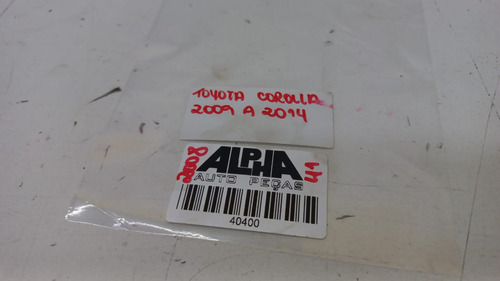 TOYOTA COROLLA
2009 A 2014
ALPHA
AUTO PEÇAS
40400